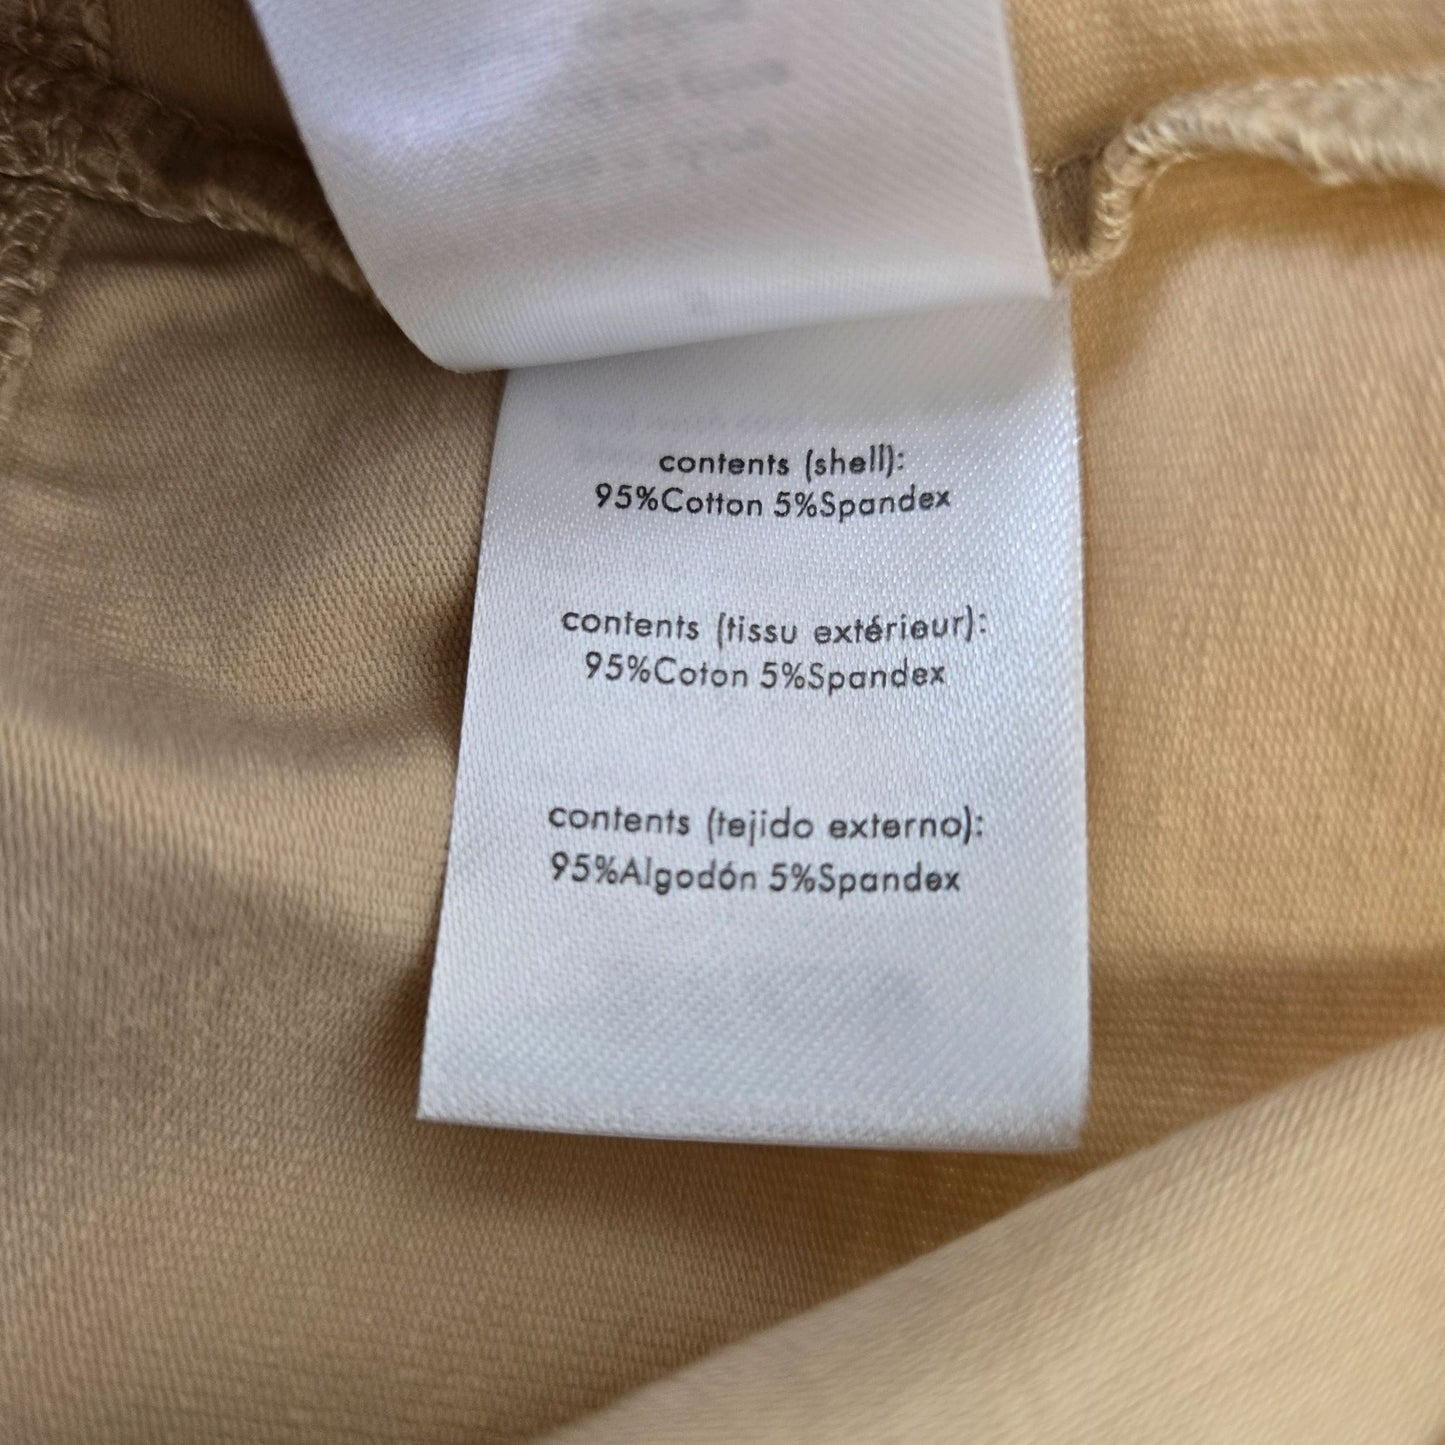 contents (shell):
95%Cotton 5%Spandex
contents (tissu extérieur):
95%Coton 5%Spandex
contents (tejido externo):
95%Algodón 5%Spandex